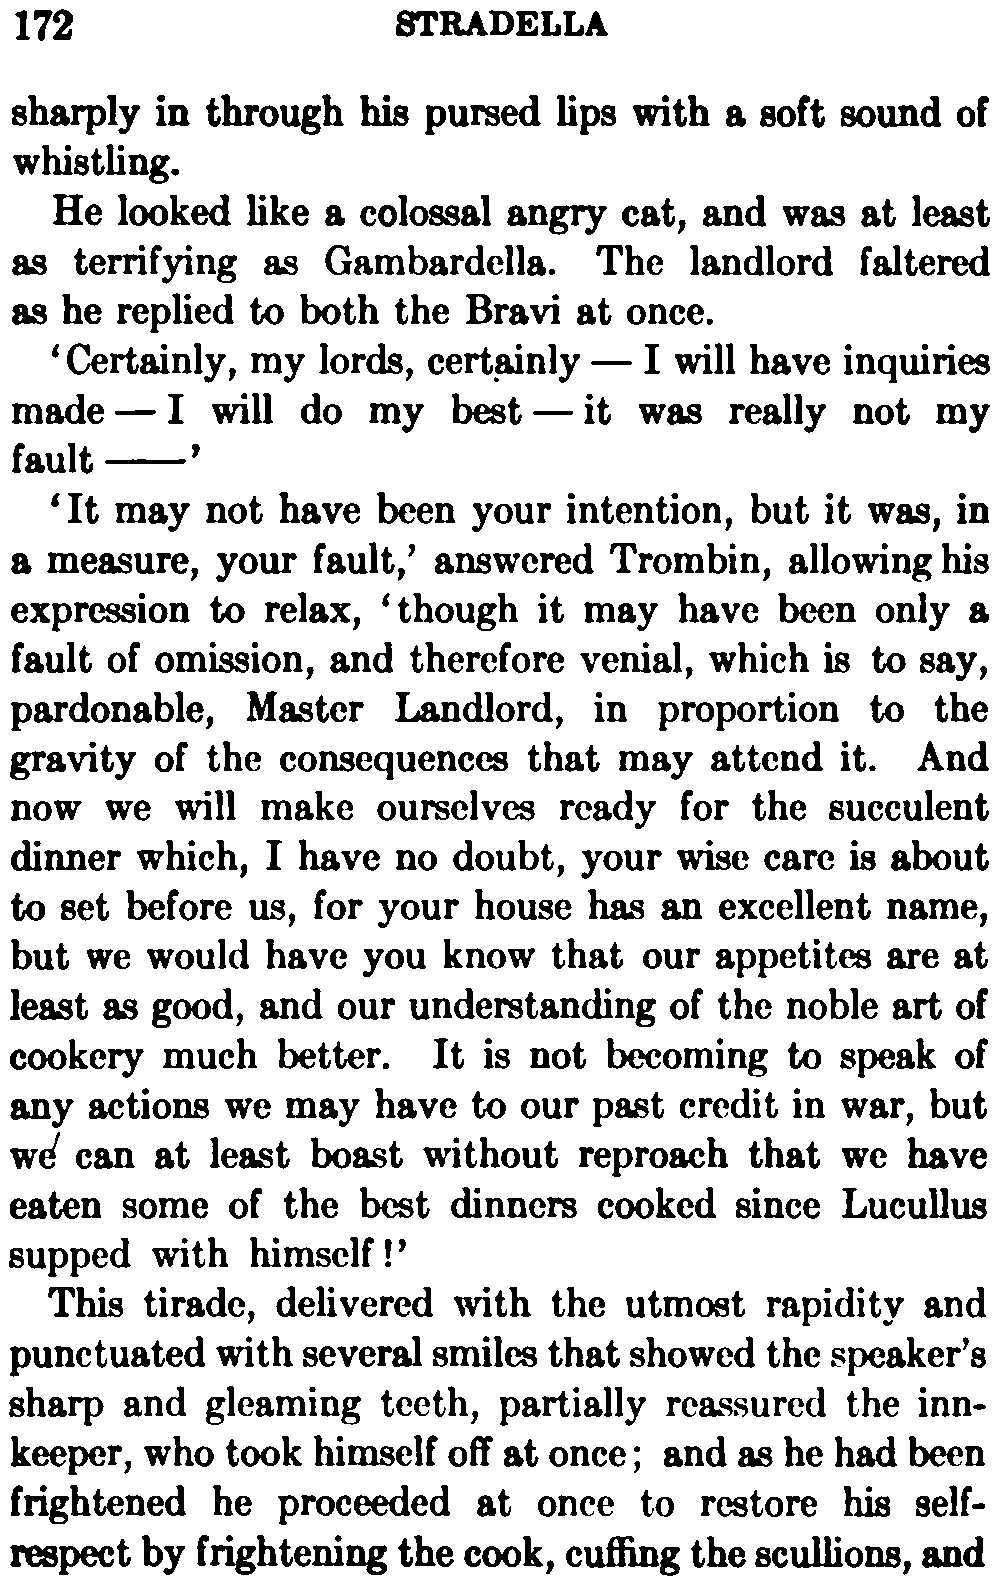 172 STRADELLA
sharply in through his pursed lips with a soft sound of
whistling.
He looked like a colossal angry cat, and was at least
as terrifying as Gambardella. The landlord faltered
as he replied to both the Bravi at once.
‘Certainly, my lords, certainly — I will have inquiries
made — I will do my best — it was really not my
fault ——’
‘It may not have been your intention, but it was, in
a measure, your fault,’ answered Trombin, allowing his
expression to relax, ‘though it may have been only a
fault of omission, and therefore venial, which is to say,
pardonable, Master Landlord, in proportion to the
gravity of the consequences that may attend it. And
now we will make ourselves ready for the succulent
dinner which, I have no doubt, your wise care is about
to set before us, for your house has an excellent name,
but we would have you know that our appetites are at
least as good, and our understanding of the noble art of
cookery much better. It is not becoming to speak of
any actions we may have to our past credit in war, but
we can at least boast without reproach that we have
eaten some of the best dinners cooked since Lucullus
supped with himself!’
This tirade, delivered with the utmost rapidity and
punctuated with several smiles that showed the speaker’s
sharp and gleaming teeth, partially reassured the inn-
keeper, who took himself off at once; and as he had been
frightened he proceeded at once to restore his self-
respect by frightening the cook, cuffing the scullions, and